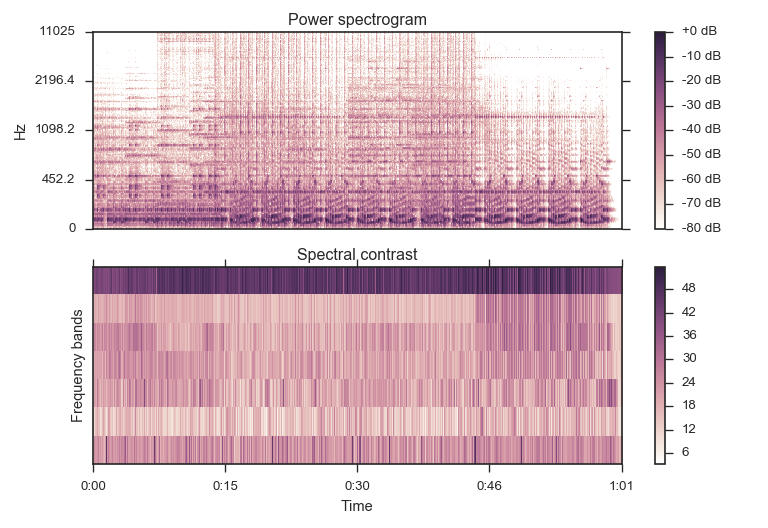 Power spectrogram
11025
2196.4
1098.2
452.2
0
Hz
+0 dB
-10 dB
-20 dB
-30 dB
-40 dB
-50 dB
-60 dB
-70 dB
-80 dB
Spectral contrast
Frequency bands
48
42
36
30
24
18
12
6
0:00
0:15
0:30
0:46
1:01
Time